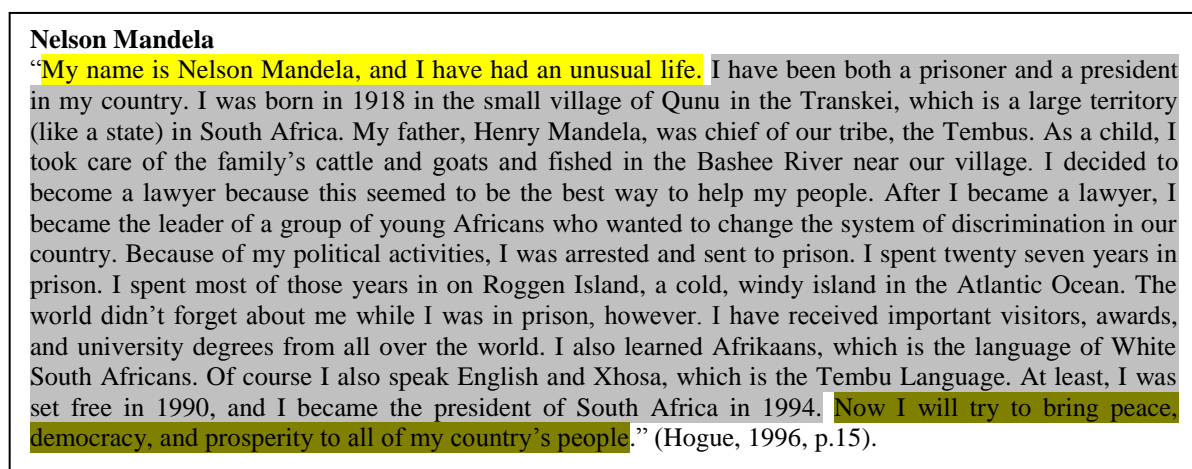 Nelson Mandela
“My name is Nelson Mandela, and I have had an unusual life. I have been both a prisoner and a president
in my country. I was born in 1918 in the small village of Qunu in the Transkei, which is a large territory
(like a state) in South Africa. My father, Henry Mandela, was chief of our tribe, the Tembus. As a child, I
took care of the family’s cattle and goats and fished in the Bashee River near our village. I decided to
become a lawyer because this seemed to be the best way to help my people. After I became a lawyer, I
became the leader of a group of young Africans who wanted to change the system of discrimination in our
country. Because of my political activities, I was arrested and sent to prison. I spent twenty seven years in
prison. I spent most of those years in on Roggen Island, a cold, windy island in the Atlantic Ocean. The
world didn’t forget about me while I was in prison, however. I have received important visitors, awards,
and university degrees from all over the world. I also learned Afrikaans, which is the language of White
South Africans. Of course I also speak English and Xhosa, which is the Tembu Language. At least, I was
set free in 1990, and I became the president of South Africa in 1994. Now I will try to bring peace,
democracy, and prosperity to all of my country’s people.” (Hogue, 1996, p.15).